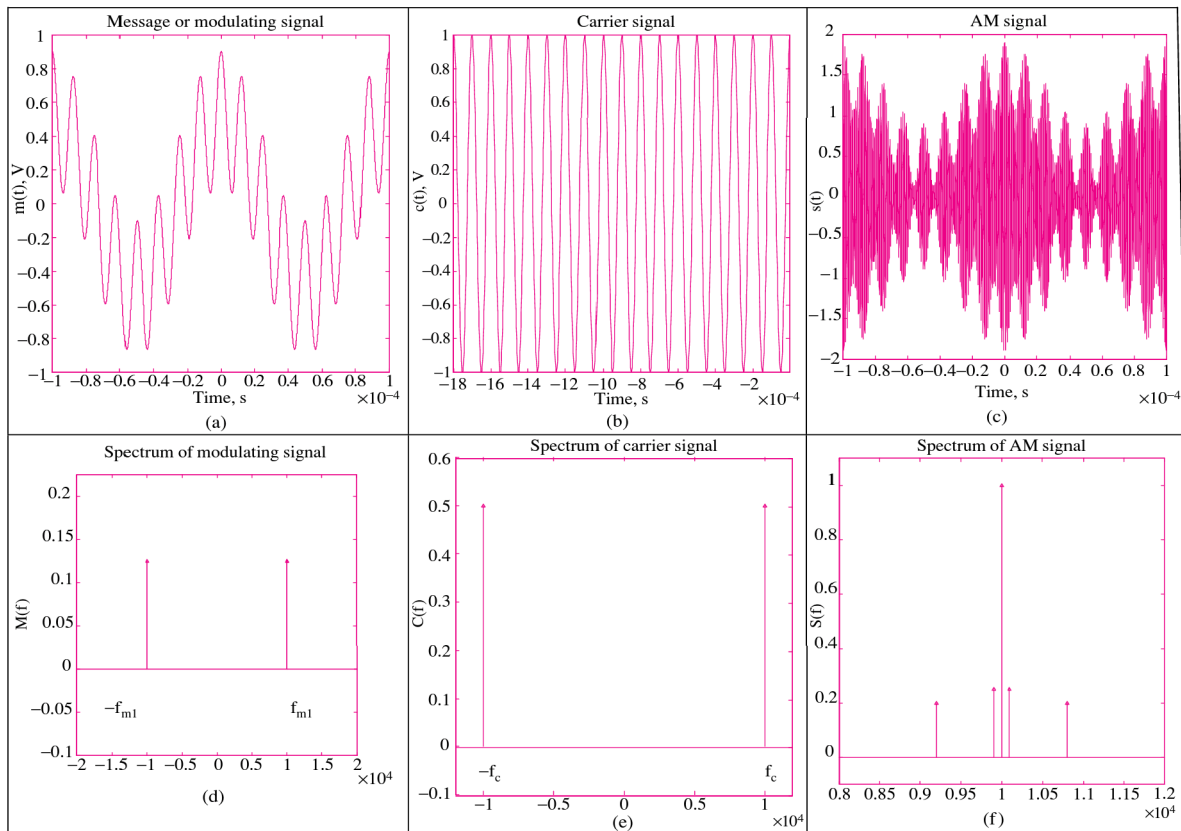 Message or modulating signal
1
0.8
0.6
0.4
0.2
0
−0.2
−0.4
−0.6
−0.8
−1
m(t), V
−1 −0.8 −0.6 −0.4 −0.2 0 0.2 0.4 0.6 0.8 1
Time, s
×10⁻⁴
(a)
Carrier signal
1
0.8
0.6
0.4
0.2
0
−0.2
−0.4
−0.6
−0.8
−1
c(t), V
−18 −16 −14 −12 −10 −8 −6 −4 −2
Time, s
×10⁻⁴
(b)
AM signal
2
1.5
1
0.5
0
−0.5
−1
−1.5
−2
s(t)
−1 −0.8 −0.6 −0.4 −0.2 0 0.2 0.4 0.6 0.8 1
Time, s
×10⁻⁴
(c)
Spectrum of modulating signal
0.2
0.15
0.1
0.05
0
−0.05
−0.1
M(f)
−fm1
fm1
−2 −1.5 −1 −0.5 0 0.5 1 1.5 2
×10⁴
(d)
Spectrum of carrier signal
0.6
0.5
0.4
0.3
0.2
0.1
0
−0.1
C(f)
−fc
fc
−1 −0.5 0 0.5 1
×10⁴
(e)
Spectrum of AM signal
1
0.8
0.6
0.4
0.2
0
S(f)
0.8 0.85 0.9 0.95 1 1.05 1.1 1.15 1.2
×10⁴
(f)